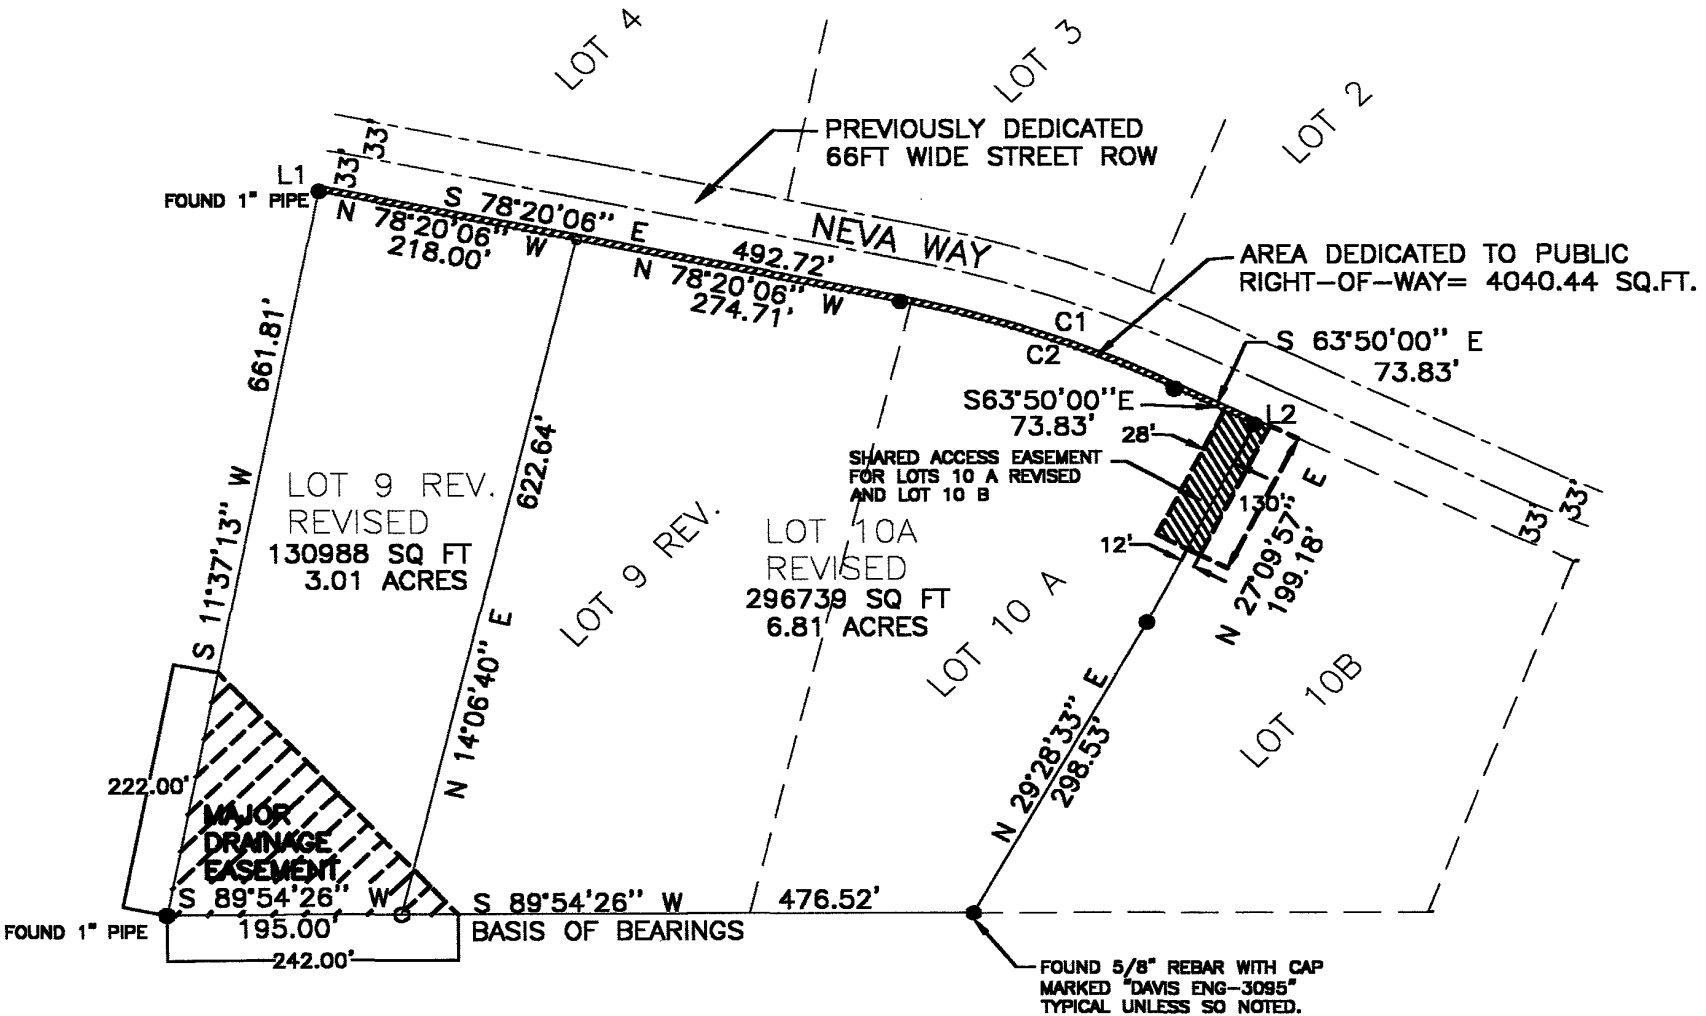 LOT 4
LOT 3
LOT 2
PREVIOUSLY DEDICATED
66FT WIDE STREET ROW
33'
33'
L1
FOUND 1" PIPE
S 78°20'06" E
492.72'
N 78°20'06" W
218.00'
N 78°20'06" W
274.71'
NEVA WAY
AREA DEDICATED TO PUBLIC
RIGHT-OF-WAY= 4040.44 SQ.FT.
C1
C2
S 63°50'00" E
73.83'
S63°50'00"E
73.83'
L2
28'
SHARED ACCESS EASEMENT
FOR LOTS 10 A REVISED
AND LOT 10 B
130'
12'
33'
33'
N 27°09'57" E
199.18'
661.81'
S 11°37'13" W
622.64'
N 14°06'40" E
LOT 9 REV.
REVISED
130988 SQ FT
3.01 ACRES
LOT 9 REV.
LOT 10A
REVISED
296739 SQ FT
6.81 ACRES
LOT 10 A
LOT 10B
N 29°28'33" E
298.53'
222.00'
MAJOR
DRAINAGE
EASEMENT
S 89°54'26" W
195.00'
242.00'
FOUND 1" PIPE
S 89°54'26" W 476.52'
BASIS OF BEARINGS
FOUND 5/8" REBAR WITH CAP
MARKED "DAVIS ENG-3095"
TYPICAL UNLESS SO NOTED.